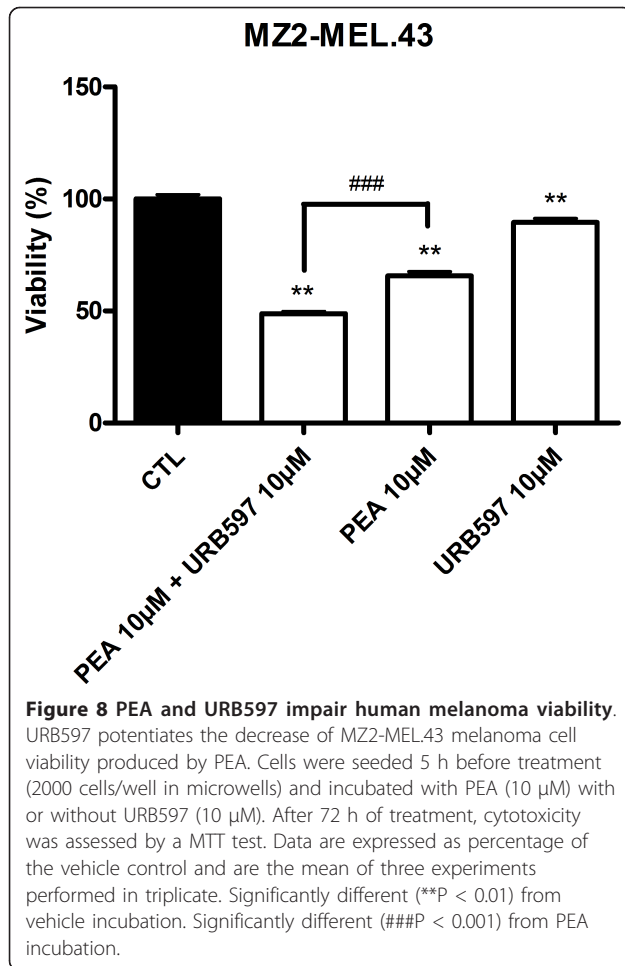 MZ2-MEL.43
Viability (%)
150
100
50
0
###
**
**
**
CTL
PEA 10µM + URB597 10µM
PEA 10µM
URB597 10µM
Figure 8 PEA and URB597 impair human melanoma viability.
URB597 potentiates the decrease of MZ2-MEL.43 melanoma cell
viability produced by PEA. Cells were seeded 5 h before treatment
(2000 cells/well in microwells) and incubated with PEA (10 µM) with
or without URB597 (10 µM). After 72 h of treatment, cytotoxicity
was assessed by a MTT test. Data are expressed as percentage of
the vehicle control and are the mean of three experiments
performed in triplicate. Significantly different (**P < 0.01) from
vehicle incubation. Significantly different (###P < 0.001) from PEA
incubation.